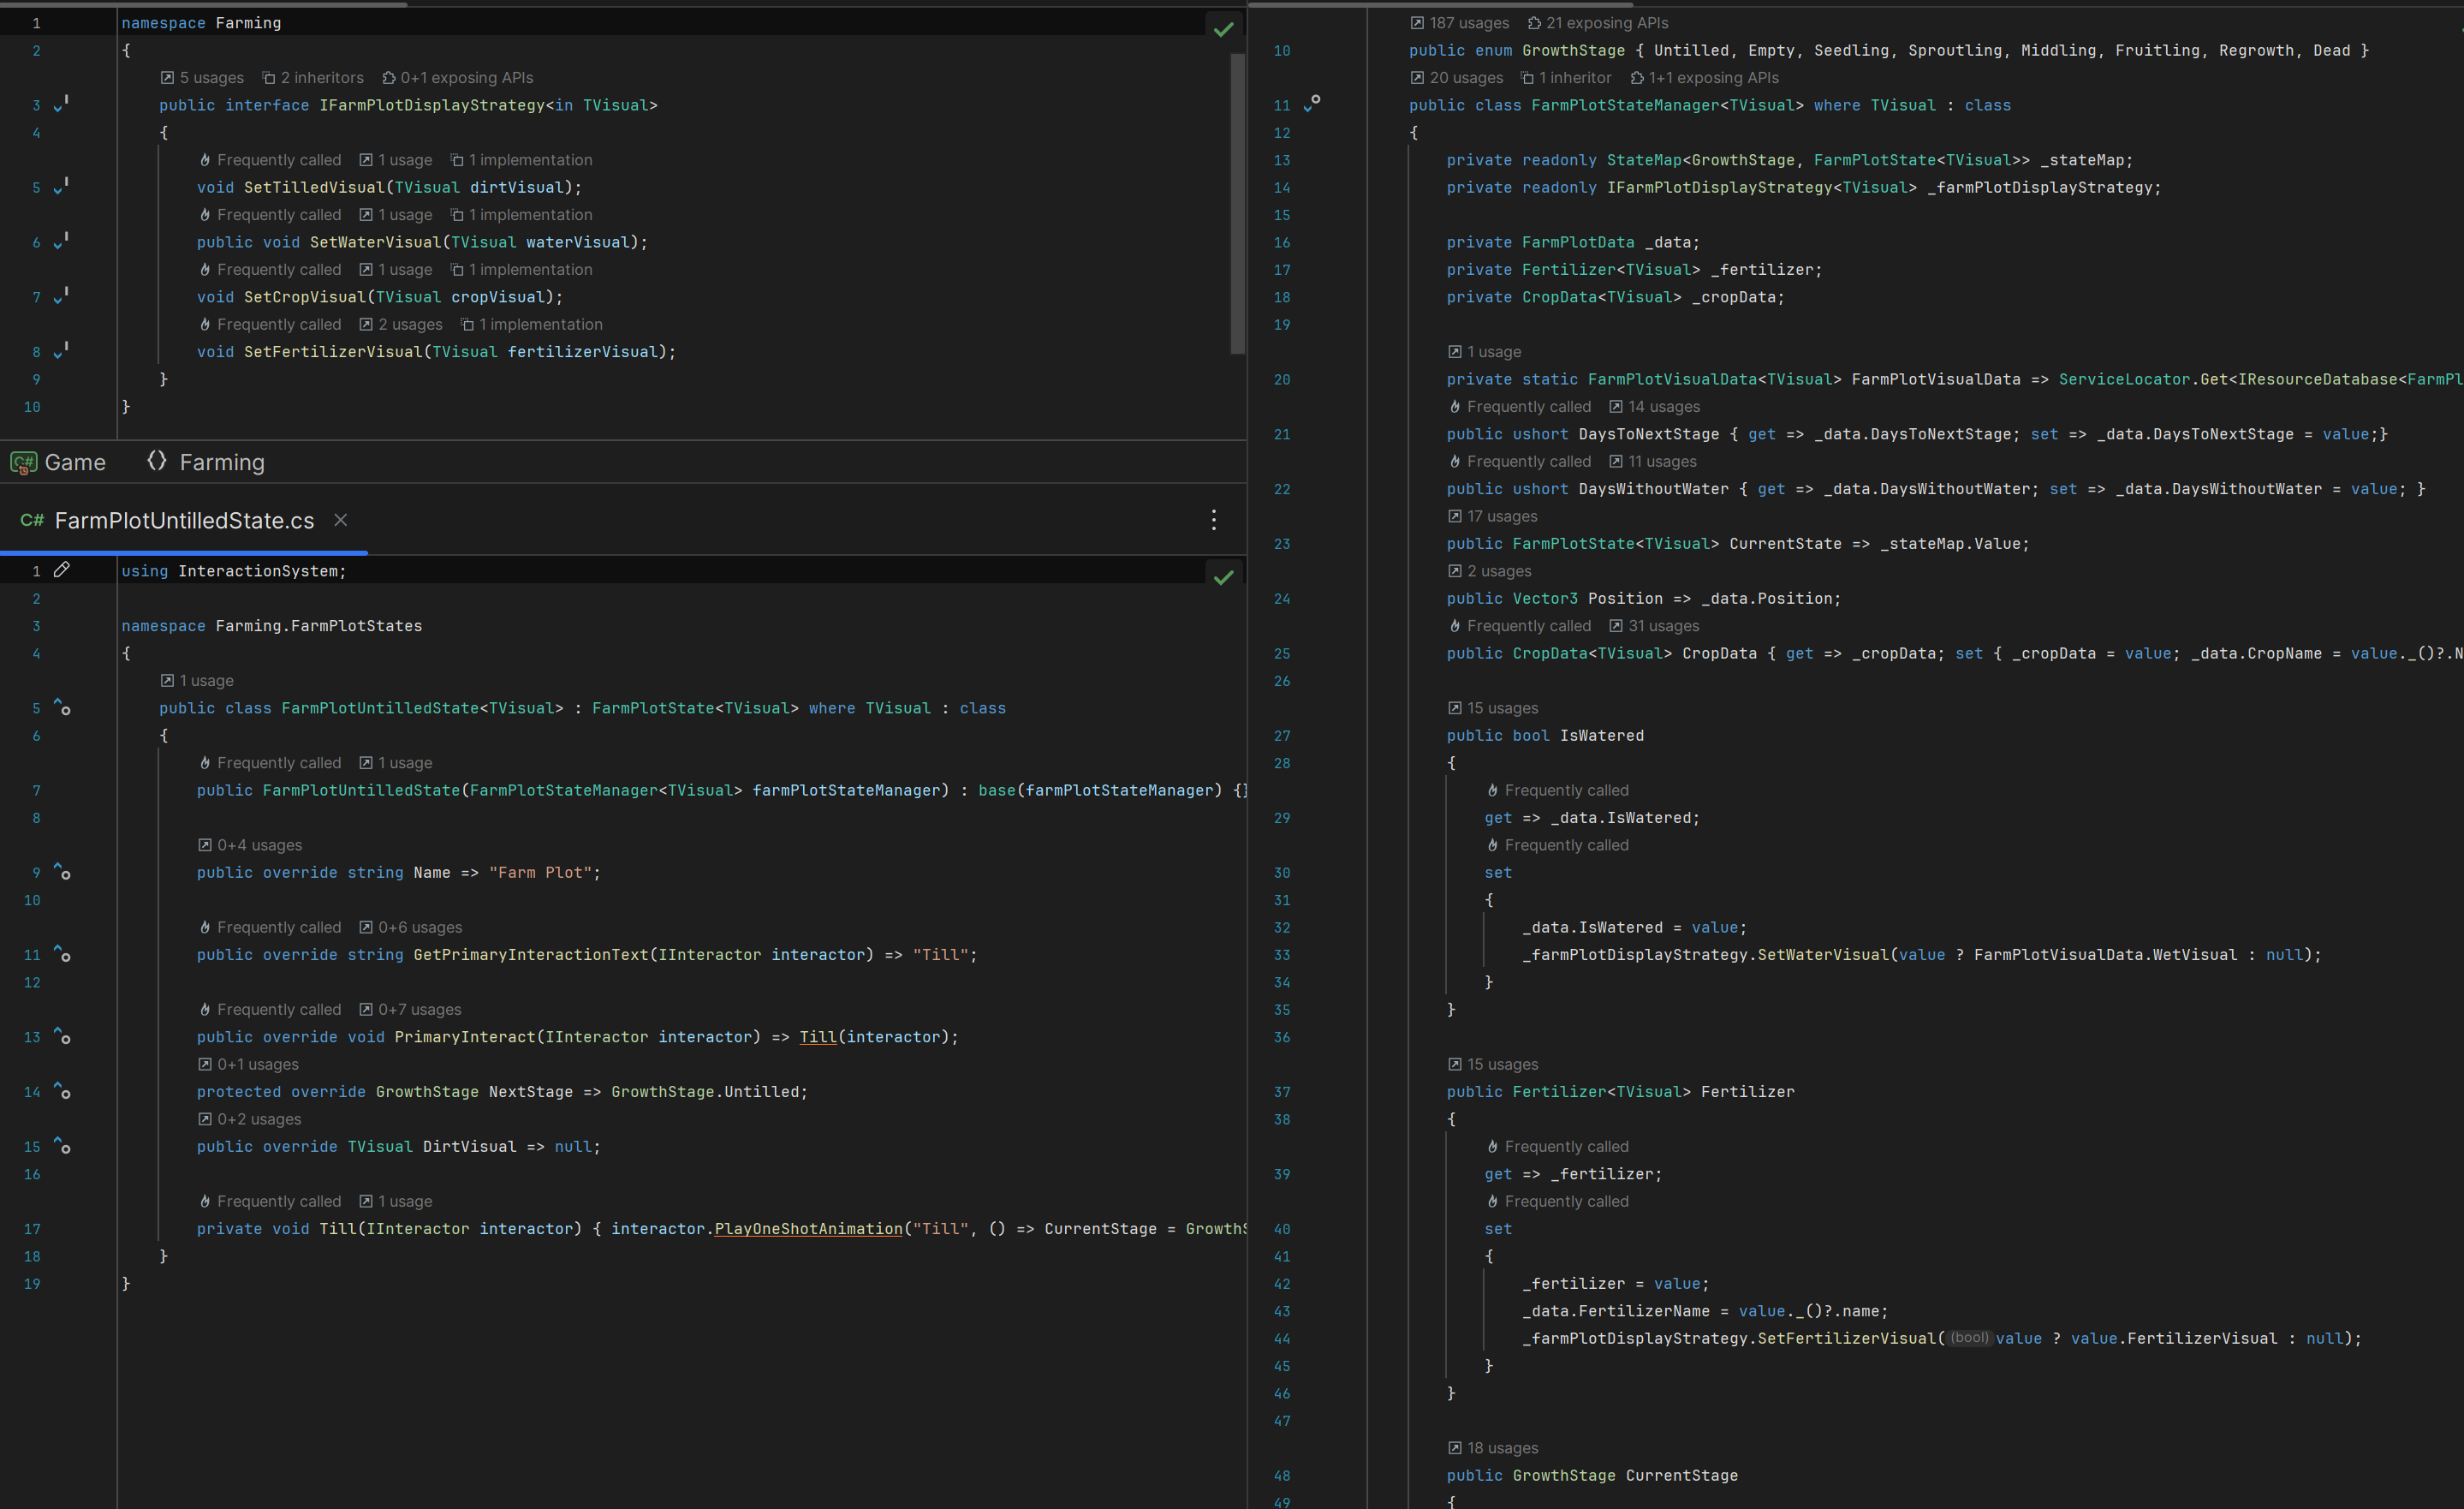 1 namespace Farming
2 {
5 usages 2 inheritors 0+1 exposing APIs
3 public interface IFarmPlotDisplayStrategy<in TVisual>
4 {
Frequently called 1 usage 1 implementation
5 void SetTilledVisual(TVisual dirtVisual);
Frequently called 1 usage 1 implementation
6 public void SetWaterVisual(TVisual waterVisual);
Frequently called 1 usage 1 implementation
7 void SetCropVisual(TVisual cropVisual);
Frequently called 2 usages 1 implementation
8 void SetFertilizerVisual(TVisual fertilizerVisual);
9 }
10 }
C# Game {} Farming
C# FarmPlotUntilledState.cs
1 using InteractionSystem;
2
3 namespace Farming.FarmPlotStates
4 {
1 usage
5 public class FarmPlotUntilledState<TVisual> : FarmPlotState<TVisual> where TVisual : class
6 {
Frequently called 1 usage
7 public FarmPlotUntilledState(FarmPlotStateManager<TVisual> farmPlotStateManager) : base(farmPlotStateManager) {}
8
0+4 usages
9 public override string Name => "Farm Plot";
10
Frequently called 0+6 usages
11 public override string GetPrimaryInteractionText(IInteractor interactor) => "Till";
12
Frequently called 0+7 usages
13 public override void PrimaryInteract(IInteractor interactor) => Till(interactor);
0+1 usages
14 protected override GrowthStage NextStage => GrowthStage.Untilled;
0+2 usages
15 public override TVisual DirtVisual => null;
16
Frequently called 1 usage
17 private void Till(IInteractor interactor) { interactor.PlayOneShotAnimation("Till", () => CurrentStage = GrowthS
18 }
19 }
187 usages 21 exposing APIs
10 public enum GrowthStage { Untilled, Empty, Seedling, Sproutling, Middling, Fruitling, Regrowth, Dead }
20 usages 1 inheritor 1+1 exposing APIs
11 public class FarmPlotStateManager<TVisual> where TVisual : class
12 {
13 private readonly StateMap<GrowthStage, FarmPlotState<TVisual>> _stateMap;
14 private readonly IFarmPlotDisplayStrategy<TVisual> _farmPlotDisplayStrategy;
15
16 private FarmPlotData _data;
17 private Fertilizer<TVisual> _fertilizer;
18 private CropData<TVisual> _cropData;
19
1 usage
20 private static FarmPlotVisualData<TVisual> FarmPlotVisualData => ServiceLocator.Get<IResourceDatabase<FarmPl
Frequently called 14 usages
21 public ushort DaysToNextStage { get => _data.DaysToNextStage; set => _data.DaysToNextStage = value;}
Frequently called 11 usages
22 public ushort DaysWithoutWater { get => _data.DaysWithoutWater; set => _data.DaysWithoutWater = value; }
17 usages
23 public FarmPlotState<TVisual> CurrentState => _stateMap.Value;
2 usages
24 public Vector3 Position => _data.Position;
Frequently called 31 usages
25 public CropData<TVisual> CropData { get => _cropData; set { _cropData = value; _data.CropName = value._()?.N
26
15 usages
27 public bool IsWatered
28 {
Frequently called
29 get => _data.IsWatered;
Frequently called
30 set
31 {
32 _data.IsWatered = value;
33 _farmPlotDisplayStrategy.SetWaterVisual(value ? FarmPlotVisualData.WetVisual : null);
34 }
35 }
36
15 usages
37 public Fertilizer<TVisual> Fertilizer
38 {
Frequently called
39 get => _fertilizer;
Frequently called
40 set
41 {
42 _fertilizer = value;
43 _data.FertilizerName = value._()?.name;
44 _farmPlotDisplayStrategy.SetFertilizerVisual((bool)value ? value.FertilizerVisual : null);
45 }
46 }
47
18 usages
48 public GrowthStage CurrentStage
49 {